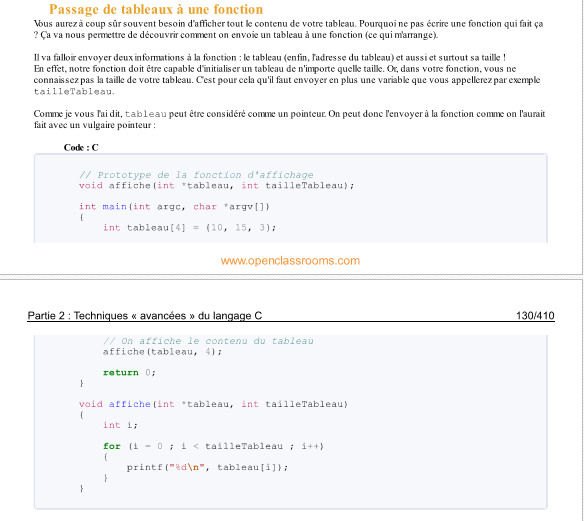 Passage de tableaux à une fonction
Vous aurez à coup sûr souvent besoin d'afficher tout le contenu de votre tableau. Pourquoi ne pas écrire une fonction qui fait ça
? Ça va nous permettre de découvrir comment on envoie un tableau à une fonction (ce qui m'arrange).
Il va falloir envoyer deux informations à la fonction : le tableau (enfin, l'adresse du tableau) et aussi et surtout sa taille !
En effet, notre fonction doit être capable d'initialiser un tableau de n'importe quelle taille. Or, dans votre fonction, vous ne
connaissez pas la taille de votre tableau. C'est pour cela qu'il faut envoyer en plus une variable que vous appellerez par exemple
tailleTableau.
Comme je vous l'ai dit, tableau peut être considéré comme un pointeur. On peut donc l'envoyer à la fonction comme on l'aurait
fait avec un vulgaire pointeur :
Code : C
// Prototype de la fonction d'affichage
void affiche(int *tableau, int tailleTableau);
int main(int argc, char *argv[])
{
int tableau[4] = {10, 15, 3};
www.openclassrooms.com
Partie 2 : Techniques « avancées » du langage C 130/410
// On affiche le contenu du tableau
affiche(tableau, 4);
return 0;
}
void affiche(int *tableau, int tailleTableau)
{
int i;
for (i = 0 ; i < tailleTableau ; i++)
{
printf("%d\n", tableau[i]);
}
}